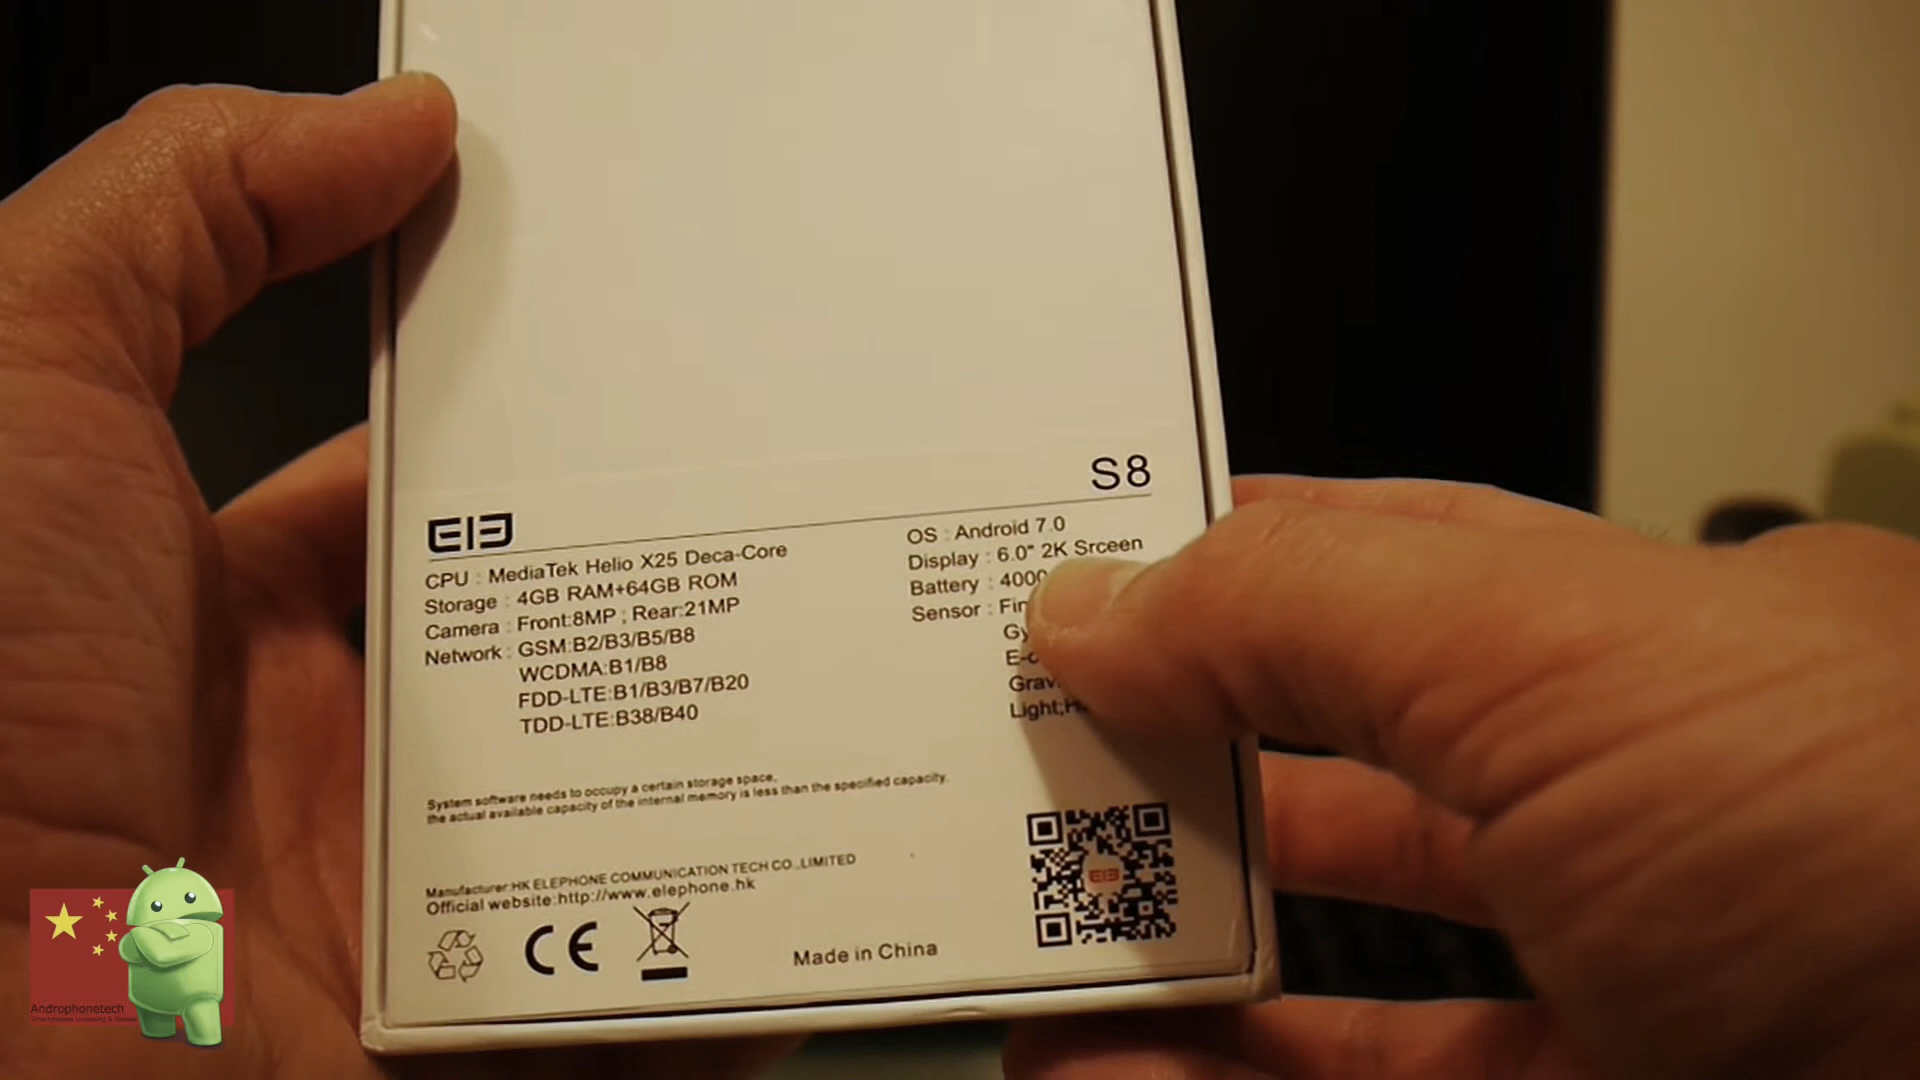 S8
CPU : MediaTek Helio X25 Deca-Core
Storage : 4GB RAM+64GB ROM
Camera : Front:8MP ; Rear:21MP
Network : GSM:B2/B3/B5/B8
WCDMA:B1/B8
FDD-LTE:B1/B3/B7/B20
TDD-LTE:B38/B40
OS : Android 7.0
Display : 6.0" 2K Srceen
Battery : 4000
Sensor :
Light;
System software needs to occupy a certain storage space,
the actual available capacity of the internal memory is less than the specified capacity.
Manufacturer:HK ELEPHONE COMMUNICATION TECH CO.,LIMITED
Official website:http://www.elephone.hk
CE
Made in China
Androphonetech